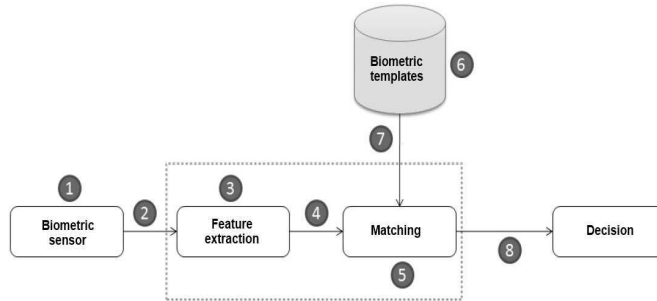 Biometric
templates
6
7
1
2
3
4
Biometric
sensor
Feature
extraction
Matching
Decision
5
8